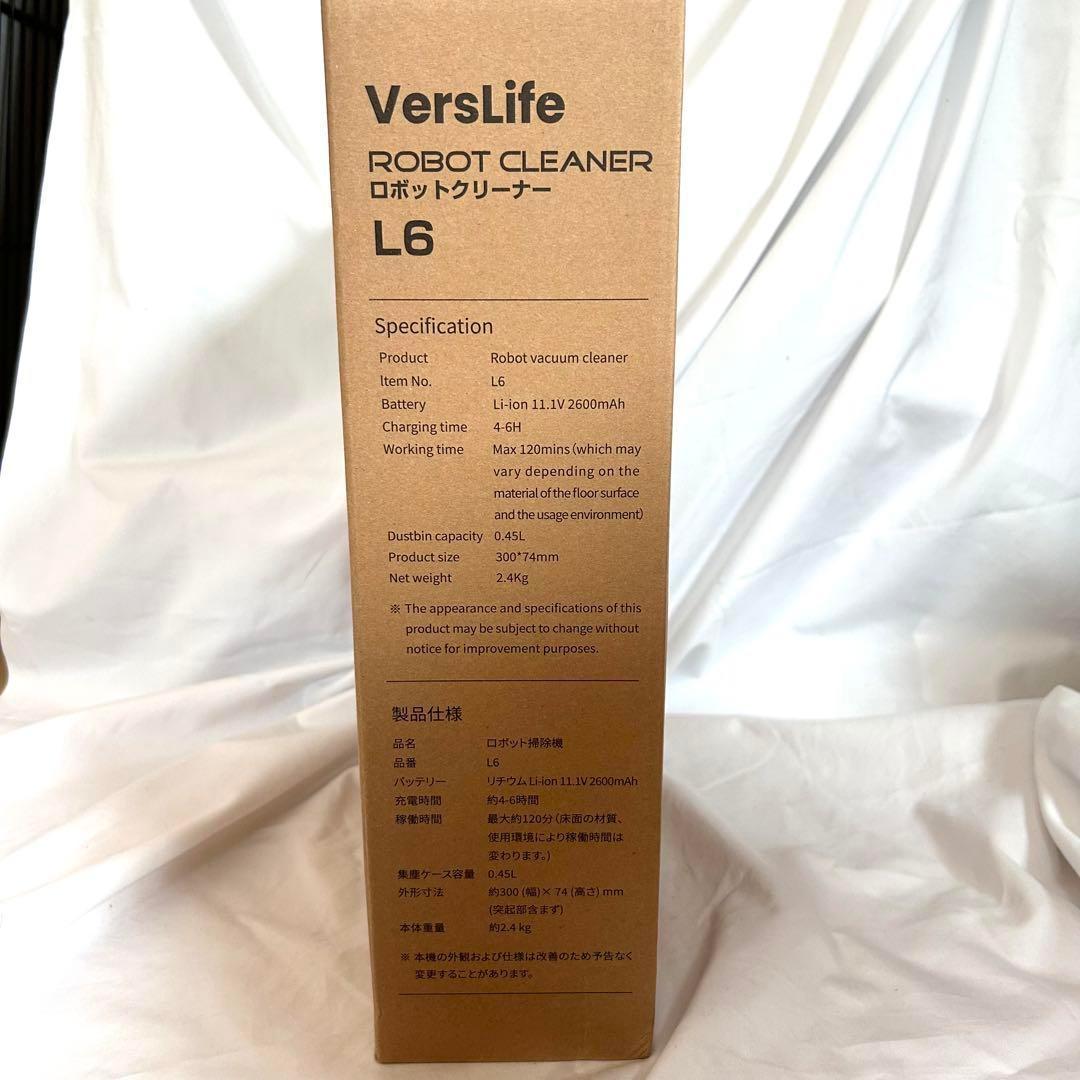 VersLife
ROBOT CLEANER
ロボットクリーナー
L6
Specification
Product Robot vacuum cleaner
Item No. L6
Battery Li-ion 11.1V 2600mAh
Charging time 4-6H
Working time Max 120mins (which may
vary depending on the
material of the floor surface
and the usage environment)
Dustbin capacity 0.45L
Product size 300*74mm
Net weight 2.4Kg
※ The appearance and specifications of this
product may be subject to change without
notice for improvement purposes.
製品仕様
品名 ロボット掃除機
品番 L6
バッテリー リチウム Li-ion 11.1V 2600mAh
充電時間 約4-6時間
稼働時間 最大約120分 (床面の材質、
使用環境により稼働時間は
変わります。)
集塵ケース容量 0.45L
外形寸法 約300 (幅) × 74 (高さ) mm
(突起部含まず)
本体重量 約2.4 kg
※ 本機の外観および仕様は改善のため予告なく
変更することがあります。